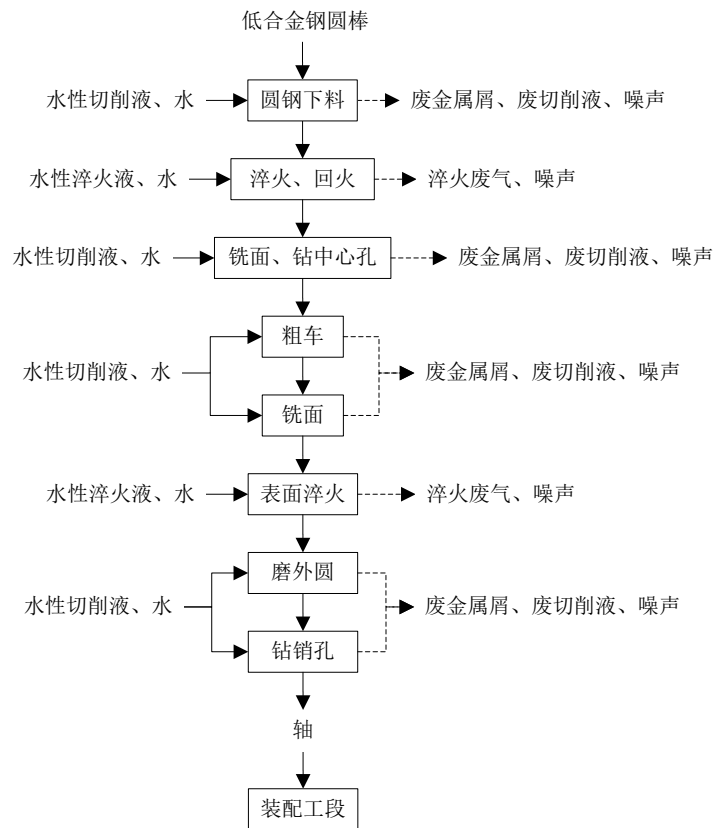 低合金钢圆棒
水性切削液、水 圆钢下料 废金属屑、废切削液、噪声
水性淬火液、水 淬火、回火 淬火废气、噪声
水性切削液、水 铣面、钻中心孔 废金属屑、废切削液、噪声
粗车
水性切削液、水 废金属屑、废切削液、噪声
铣面
水性淬火液、水 表面淬火 淬火废气、噪声
磨外圆
水性切削液、水 废金属屑、废切削液、噪声
钻销孔
轴
装配工段